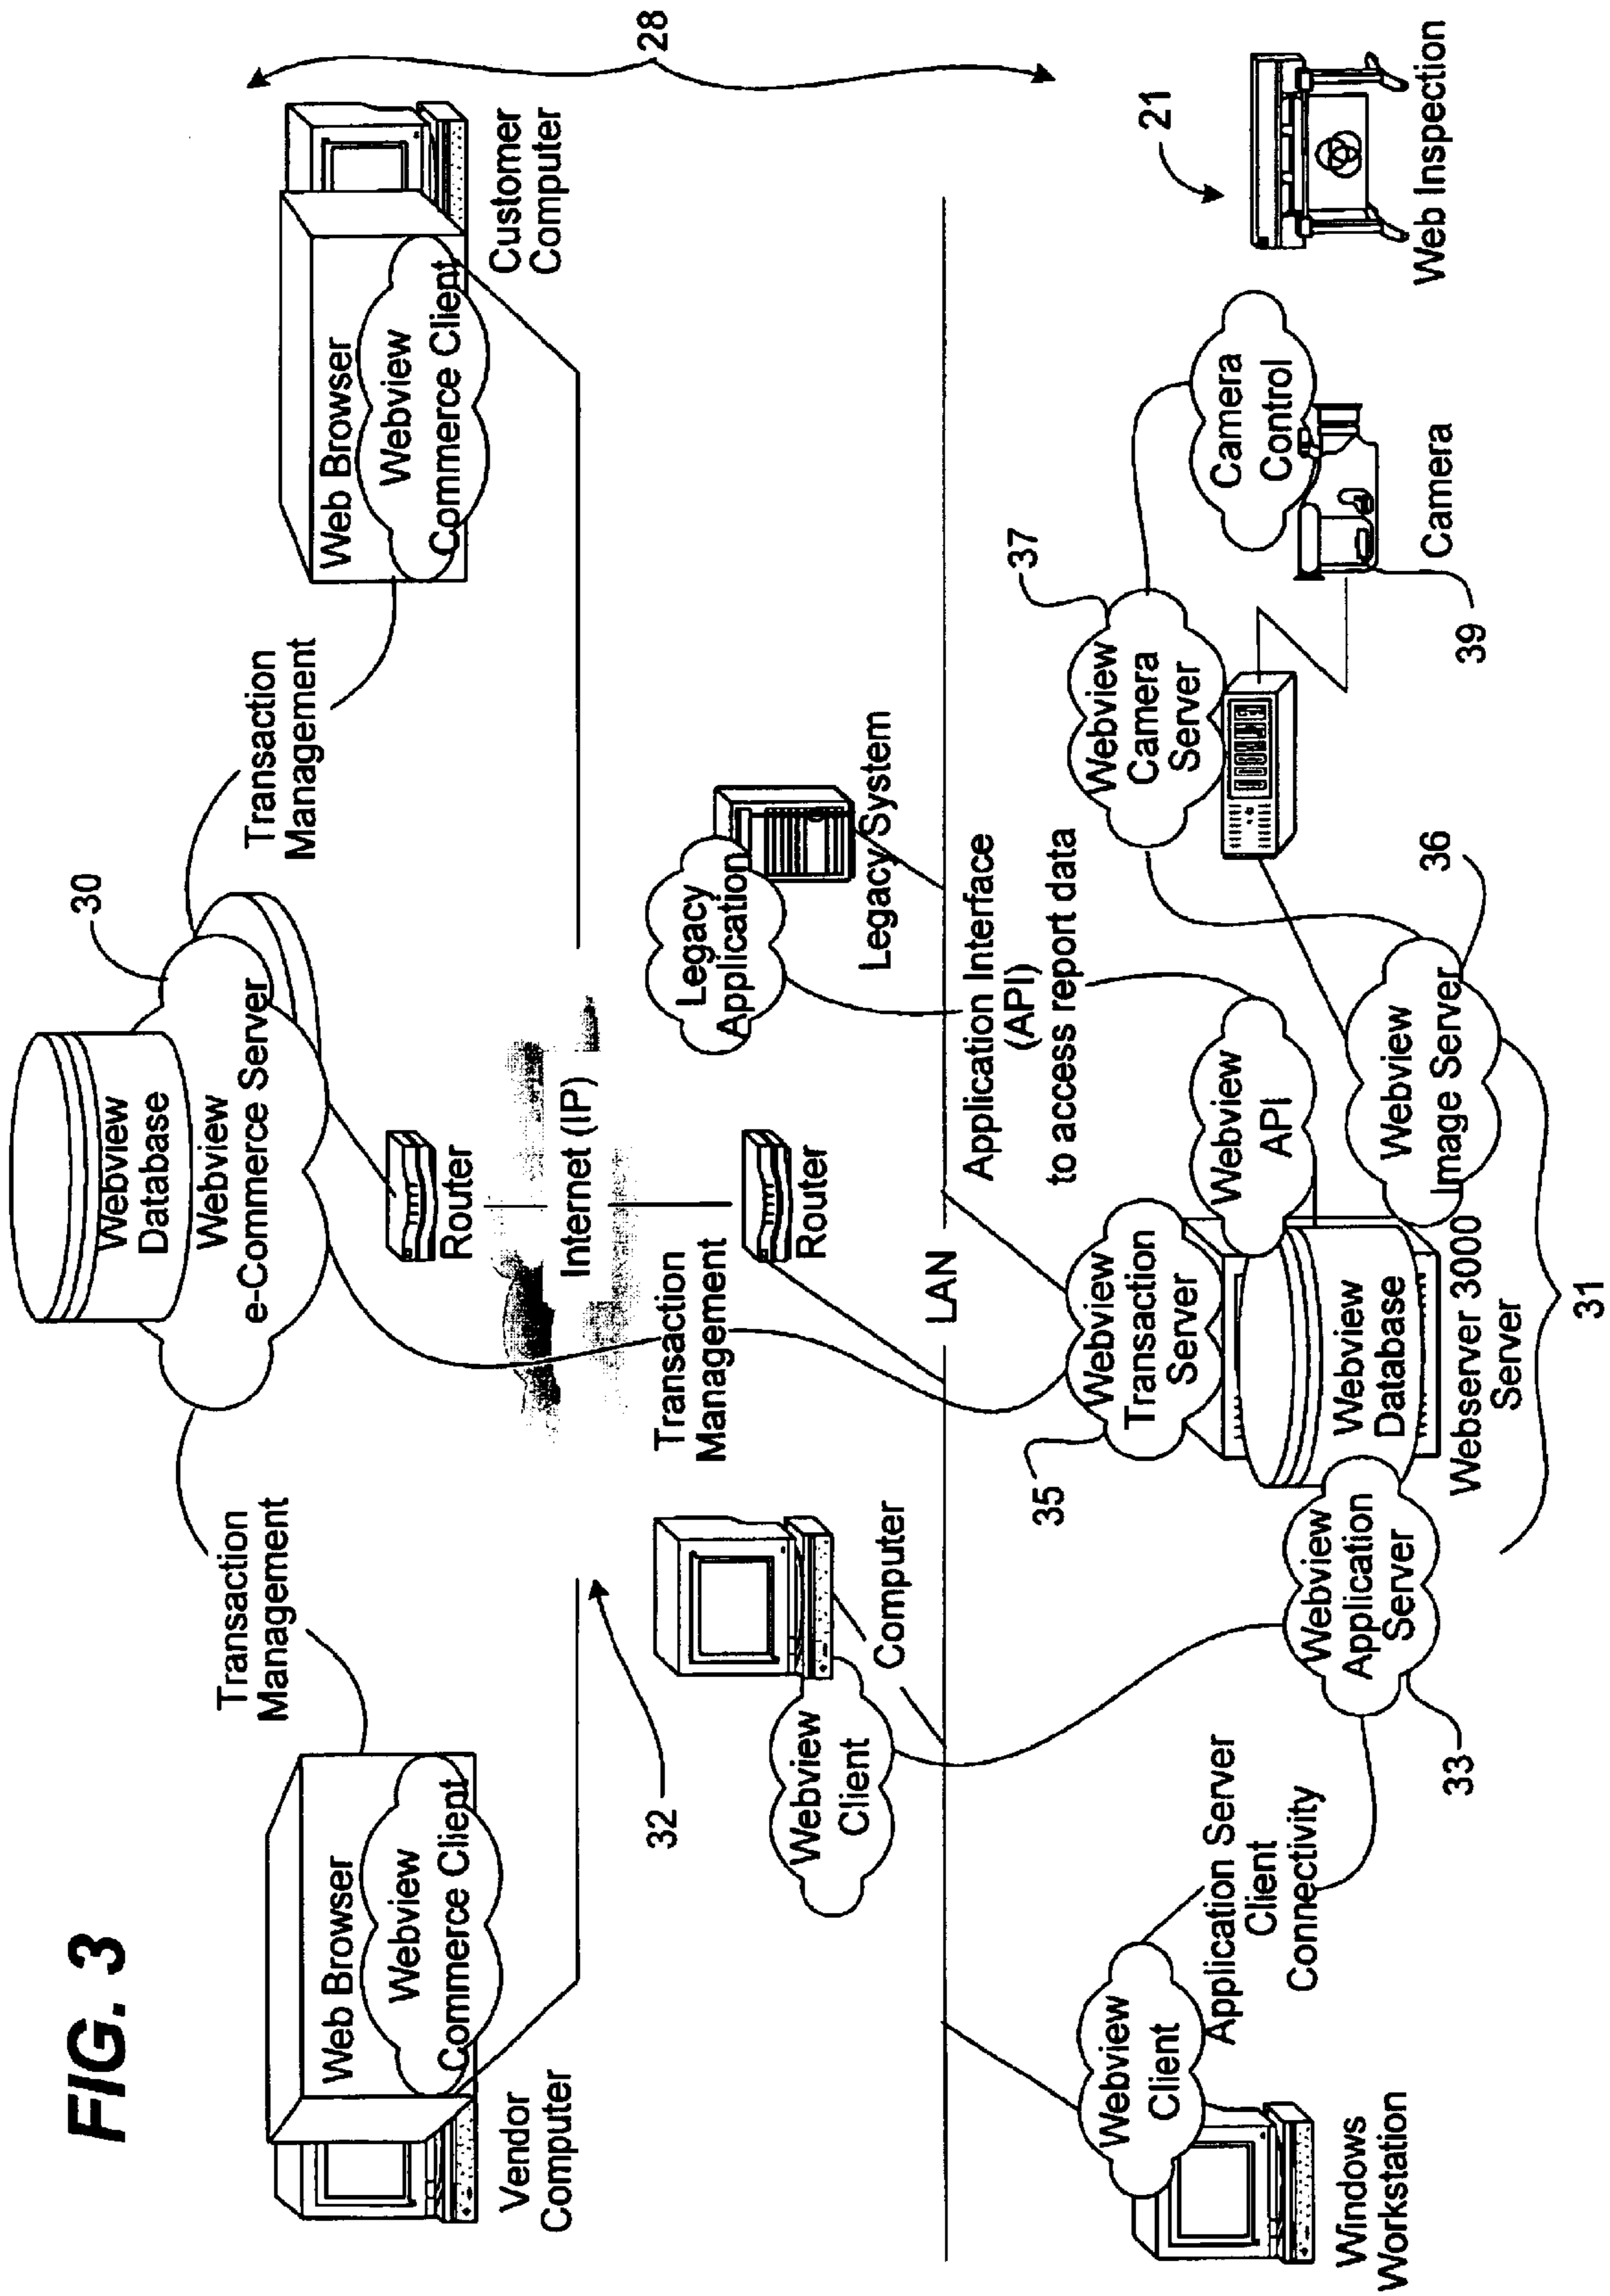 FIG. 3
Webview
Database
Webview
e-Commerce Server
30
Transaction
Management
Transaction
Management
Web Browser
Webview
Commerce Client
Vendor
Computer
Web Browser
Webview
Commerce Client
Customer
Computer
28
Router
Internet (IP)
Router
32
Transaction
Management
Webview
Client
Computer
Legacy
Application
Legacy System
LAN
Application Interface
(API)
to access report data
Webview
Client
Windows
Workstation
Application Server
Client
Connectivity
Webview
Application
Server
33
35
Webview
Transaction
Server
Webview
API
Webview
Database
Webserver 3000
Server
Webview
Image Server
36
31
37
Webview
Camera
Server
Camera
Control
Camera
39
21
Web Inspection